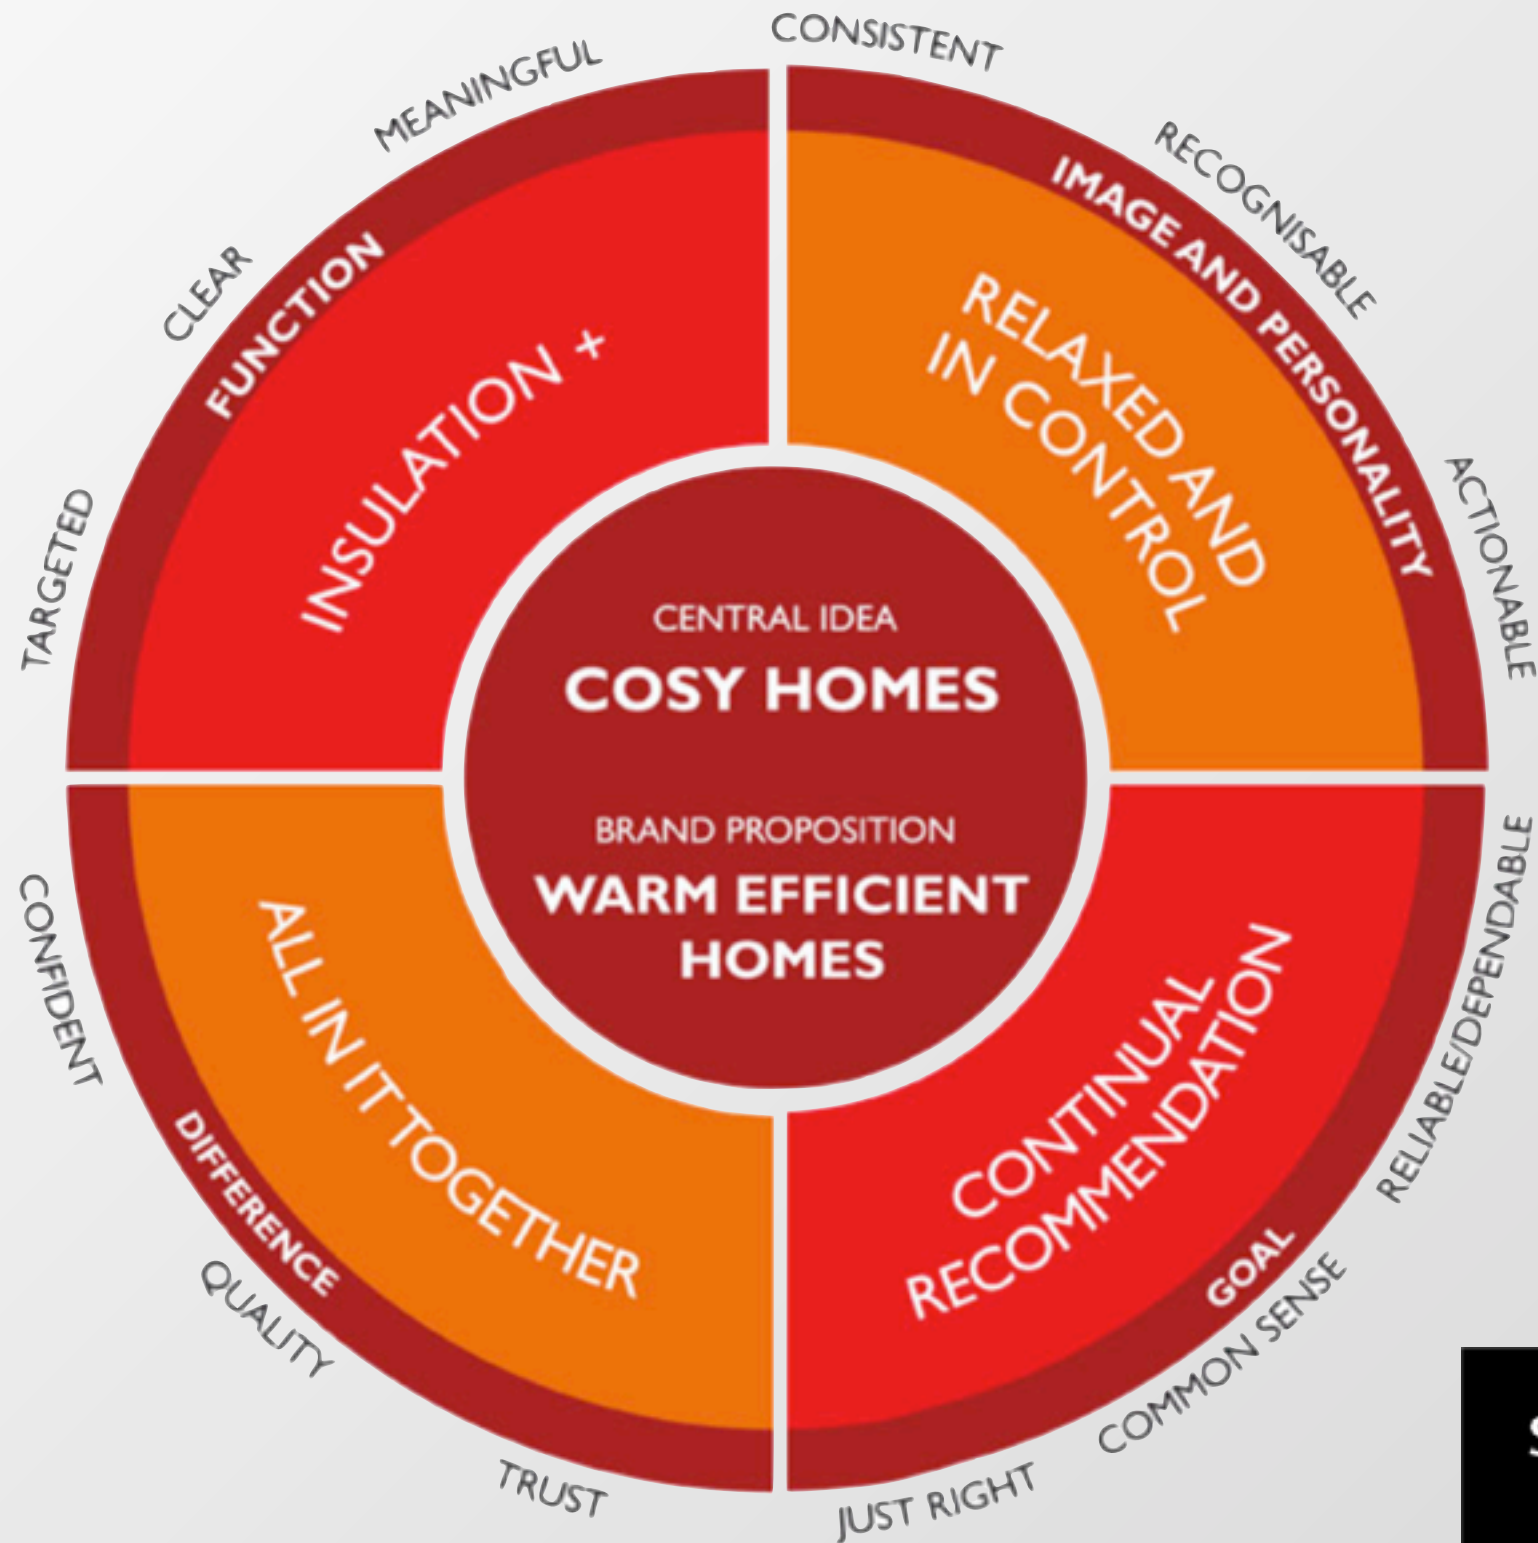 CONSISTENT
MEANINGFUL
RECOGNISABLE
CLEAR
FUNCTION
IMAGE AND PERSONALITY
INSULATION +
RELAXED AND
IN CONTROL
TARGETED
ACTIONABLE
CENTRAL IDEA
COSY HOMES
BRAND PROPOSITION
WARM EFFICIENT
HOMES
CONFIDENT
RELIABLE/DEPENDABLE
ALL IN IT TOGETHER
CONTINUAL
RECOMMENDATION
DIFFERENCE
GOAL
QUALITY
COMMON SENSE
TRUST
JUST RIGHT